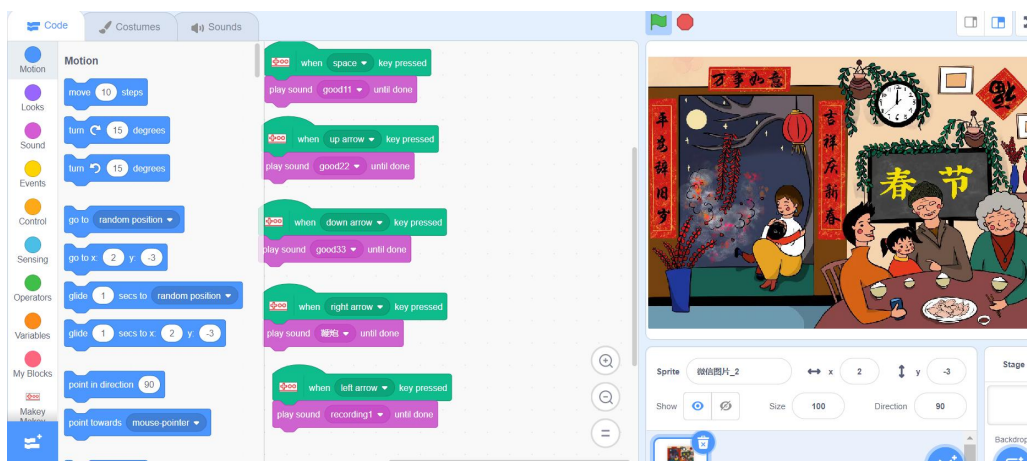 Code
Costumes
Sounds
Motion
Looks
Sound
Events
Control
Sensing
Operators
Variables
My Blocks
Makey
Motion
move 10 steps
turn 15 degrees
turn 15 degrees
go to random position
go to x: 2 y: -3
glide 1 secs to random position
glide 1 secs to x: 2 y: -3
point in direction 90
point towards mouse-pointer
when space key pressed
play sound good11 until done
when up arrow key pressed
play sound good22 until done
when down arrow key pressed
play sound good33 until done
when right arrow key pressed
play sound 鞭炮 until done
when left arrow key pressed
play sound recording1 until done
万事如意
平安辞旧岁
吉祥庆新春
福
春节
Sprite 微信图片_2 x 2 y -3
Show Size 100 Direction 90
Stage
Backdrop